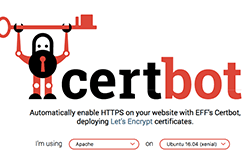 certbot
Automatically enable HTTPS on your website with EFF's Certbot,
deploying Let's Encrypt certificates.
I'm using Apache on Ubuntu 16.04 (xenial)